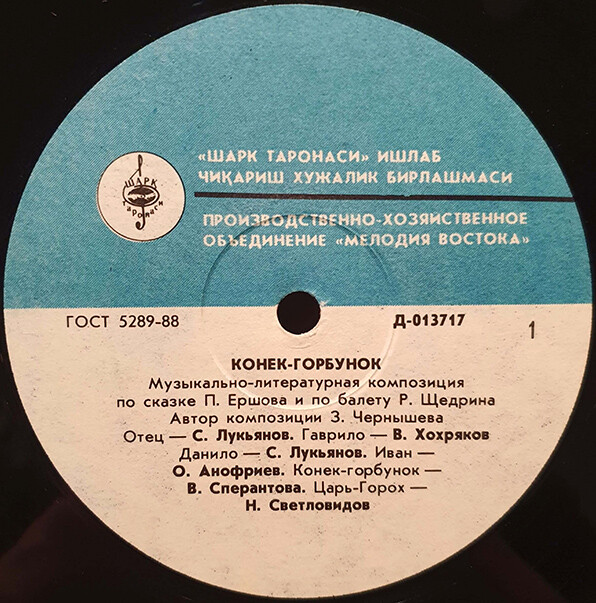 ШАРК
таронаси
«ШАРК ТАРОНАСИ» ИШЛАБ
ЧИҚАРИШ ХУЖАЛИК БИРЛАШМАСИ
ПРОИЗВОДСТВЕННО-ХОЗЯЙСТВЕННОЕ
ОБЪЕДИНЕНИЕ «МЕЛОДИЯ ВОСТОКА»
ГОСТ 5289-88
Д-013717
1
КОНЕК-ГОРБУНОК
Музыкально-литературная композиция
по сказке П. Ершова и по балету Р. Щедрина
Автор композиции З. Чернышева
Отец — С. Лукьянов. Гаврило — В. Хохряков
Данило — С. Лукьянов. Иван —
О. Анофриев. Конек-горбунок —
В. Сперантова. Царь-Горох —
Н. Светловидов